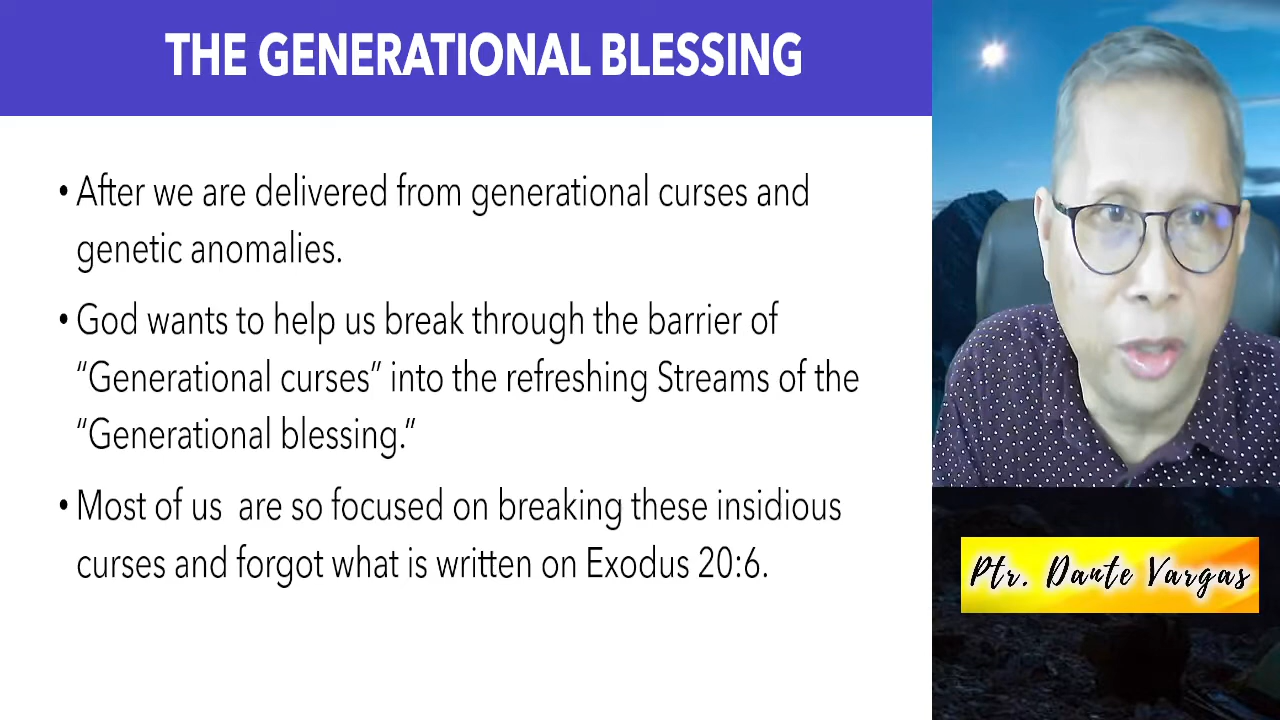 THE GENERATIONAL BLESSING
• After we are delivered from generational curses and
genetic anomalies.
• God wants to help us break through the barrier of
“Generational curses” into the refreshing Streams of the
“Generational blessing.”
• Most of us  are so focused on breaking these insidious
curses and forgot what is written on Exodus 20:6.
Ptr. Dante Vargas